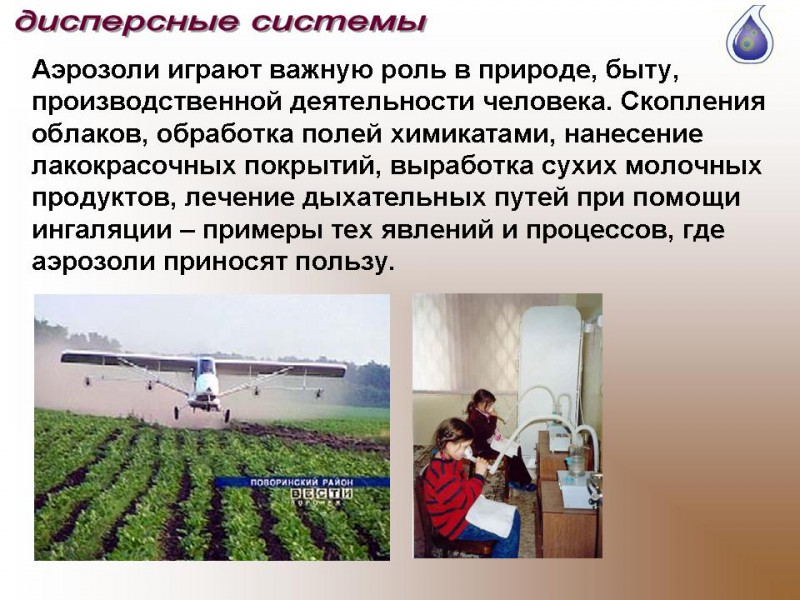 дисперсные системы
Аэрозоли играют важную роль в природе, быту,
производственной деятельности человека. Скопления
облаков, обработка полей химикатами, нанесение
лакокрасочных покрытий, выработка сухих молочных
продуктов, лечение дыхательных путей при помощи
ингаляции – примеры тех явлений и процессов, где
аэрозоли приносят пользу.
ПОВОРИНСКИЙ РАЙОН
ВЕСТИ
ВОРОНЕЖ